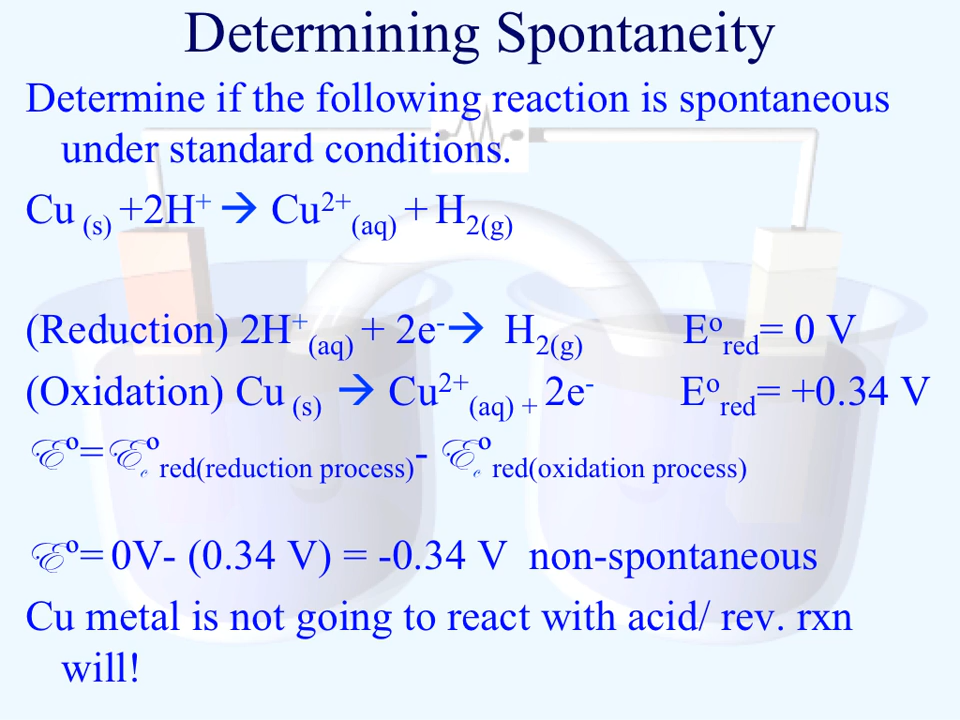 Determining Spontaneity
Determine if the following reaction is spontaneous
under standard conditions.
Cu (s) +2H⁺ → Cu²⁺(aq) + H₂(g)
(Reduction) 2H⁺(aq) + 2e⁻→ H₂(g) Eºred= 0 V
(Oxidation) Cu (s) → Cu²⁺(aq) + 2e⁻ Eºred= +0.34 V
ℰº=ℰcº red(reduction process)- ℰcº red(oxidation process)
ℰº= 0V- (0.34 V) = -0.34 V non-spontaneous
Cu metal is not going to react with acid/ rev. rxn
will!